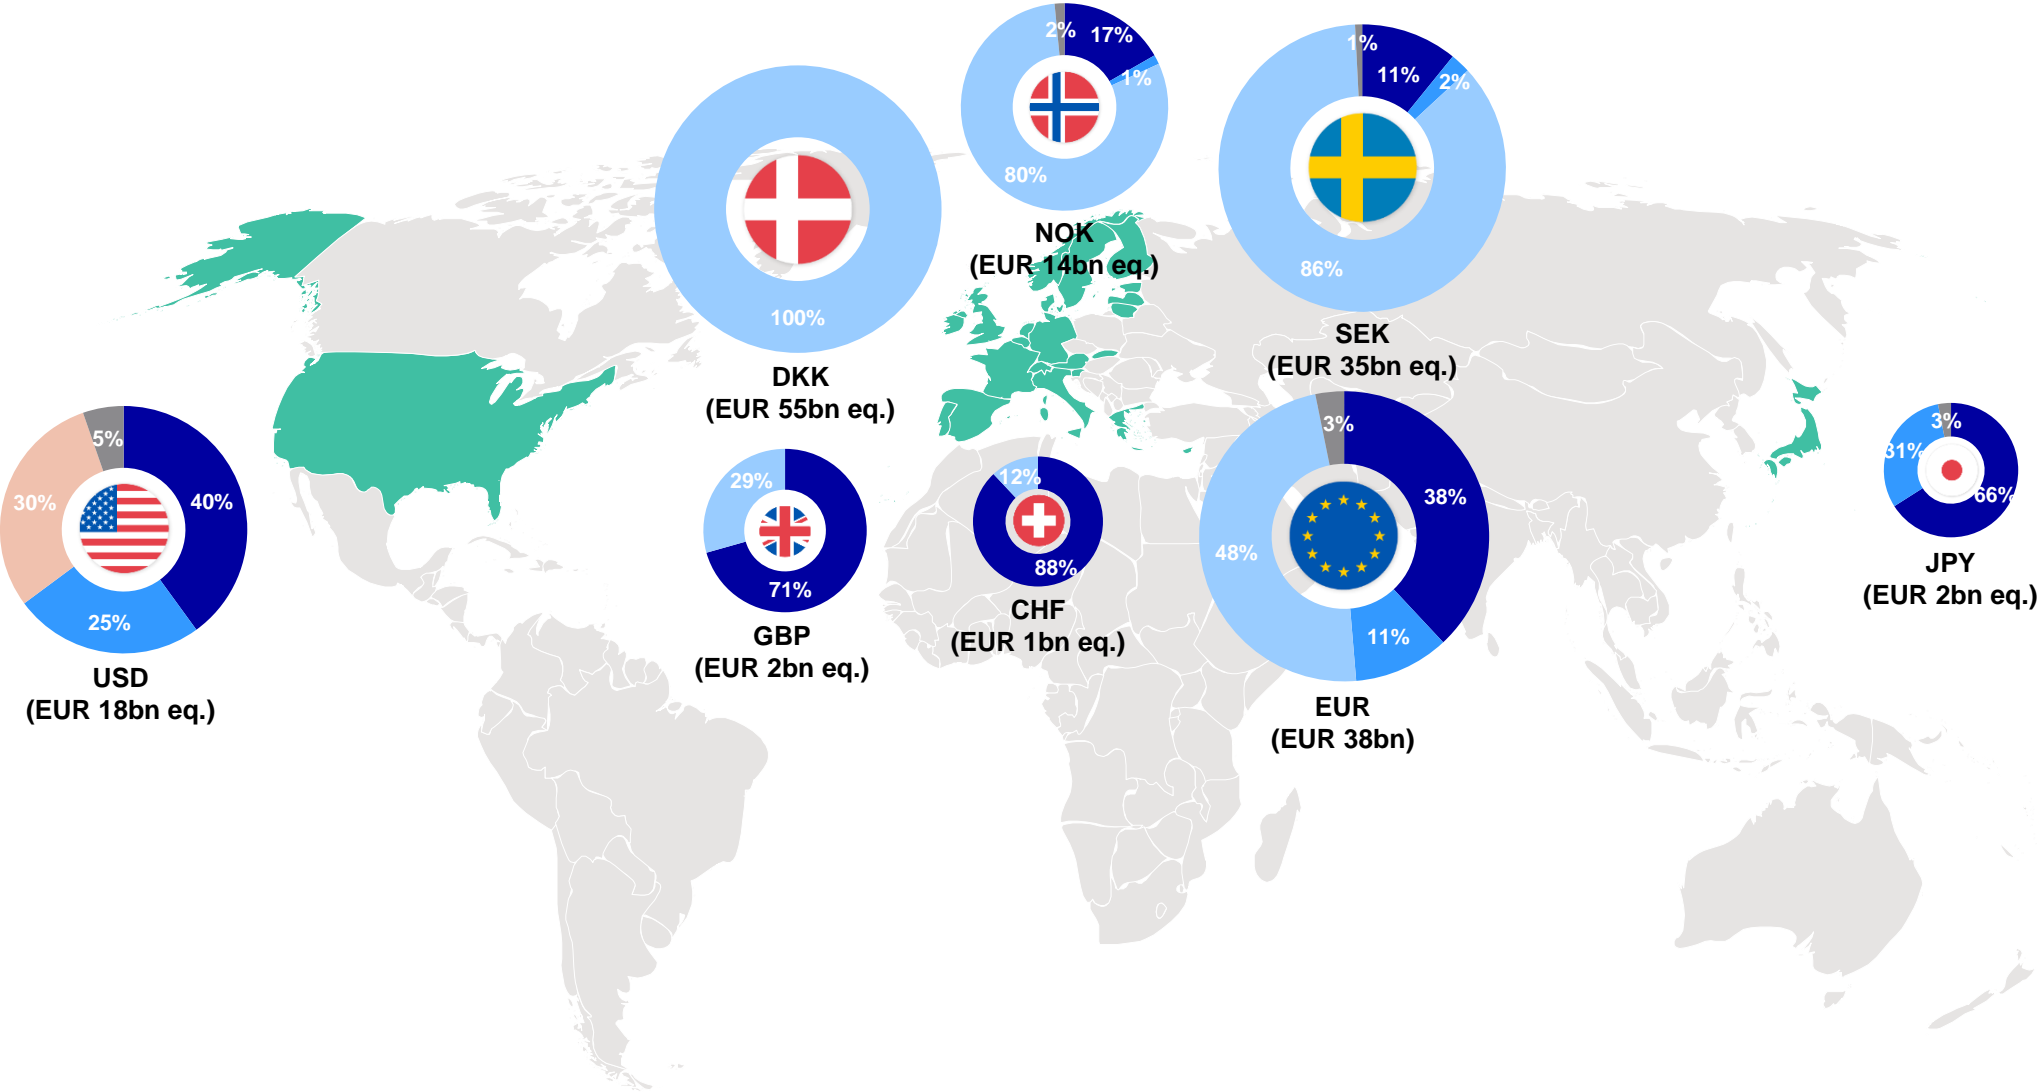 2%
17%
1%
80%
NOK
(EUR 14bn eq.)
1%
11%
2%
86%
SEK
(EUR 35bn eq.)
100%
DKK
(EUR 55bn eq.)
5%
40%
30%
25%
USD
(EUR 18bn eq.)
29%
71%
GBP
(EUR 2bn eq.)
12%
88%
CHF
(EUR 1bn eq.)
3%
38%
48%
11%
EUR
(EUR 38bn)
3%
31%
66%
JPY
(EUR 2bn eq.)